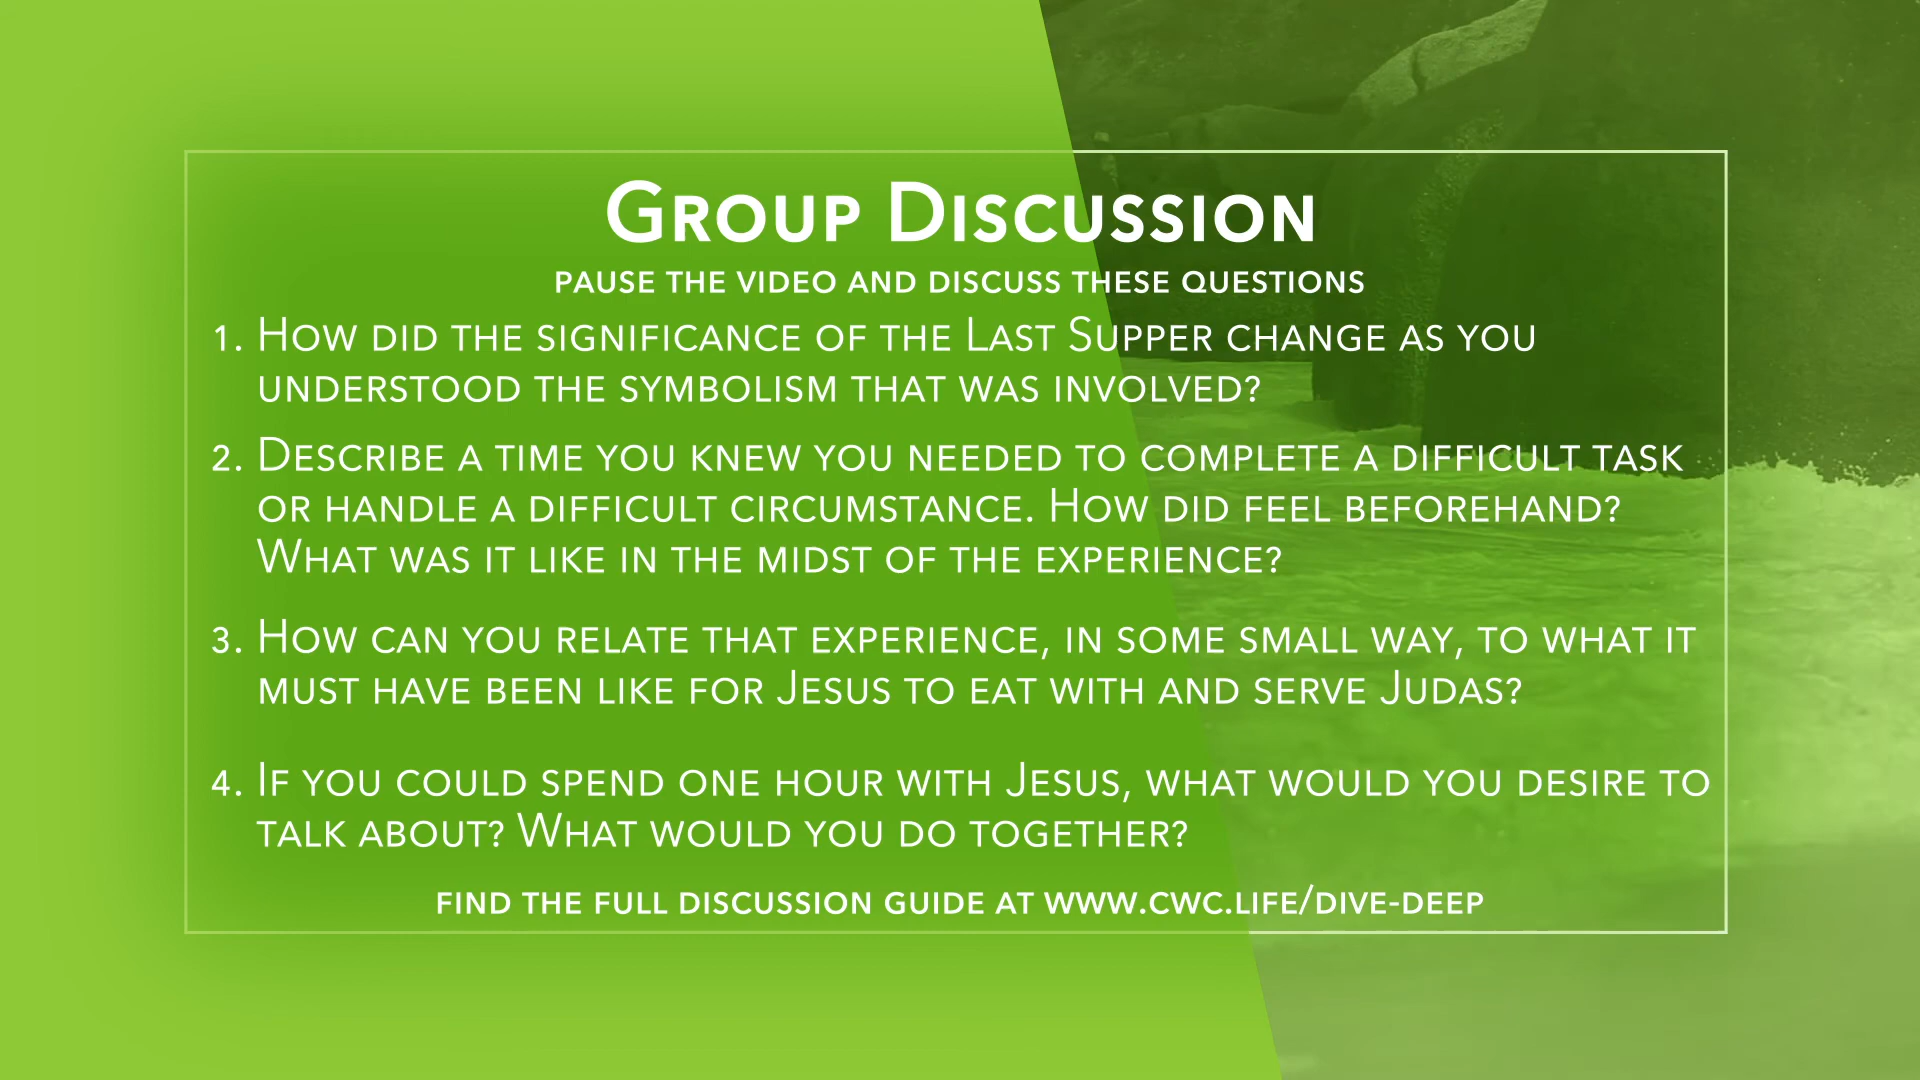 Group Discussion
pause the video and discuss these questions
1. How did the significance of the Last Supper change as you
understood the symbolism that was involved?
2. Describe a time you knew you needed to complete a difficult task
or handle a difficult circumstance. How did feel beforehand?
What was it like in the midst of the experience?
3. How can you relate that experience, in some small way, to what it
must have been like for Jesus to eat with and serve Judas?
4. If you could spend one hour with Jesus, what would you desire to
talk about? What would you do together?
find the full discussion guide at www.cwc.life/dive-deep